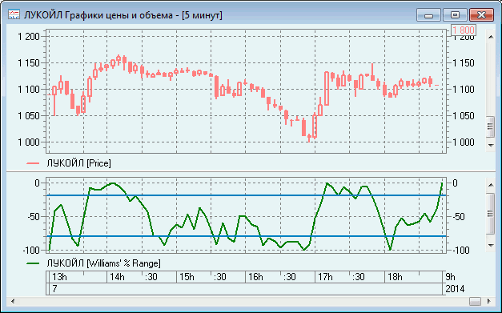 ЛУКОЙЛ Графики цены и объема - [5 минут]
1 800
1 200 1 200
1 150 1 150
1 100 1 100
1 050 1 050
1 000 1 000
ЛУКОЙЛ [Price]
0 0
-50 -50
-100 -100
ЛУКОЙЛ [Williams' % Range]
13h 14h :30 15h :30 16h :30 17h :30 18h 9h
7 2014